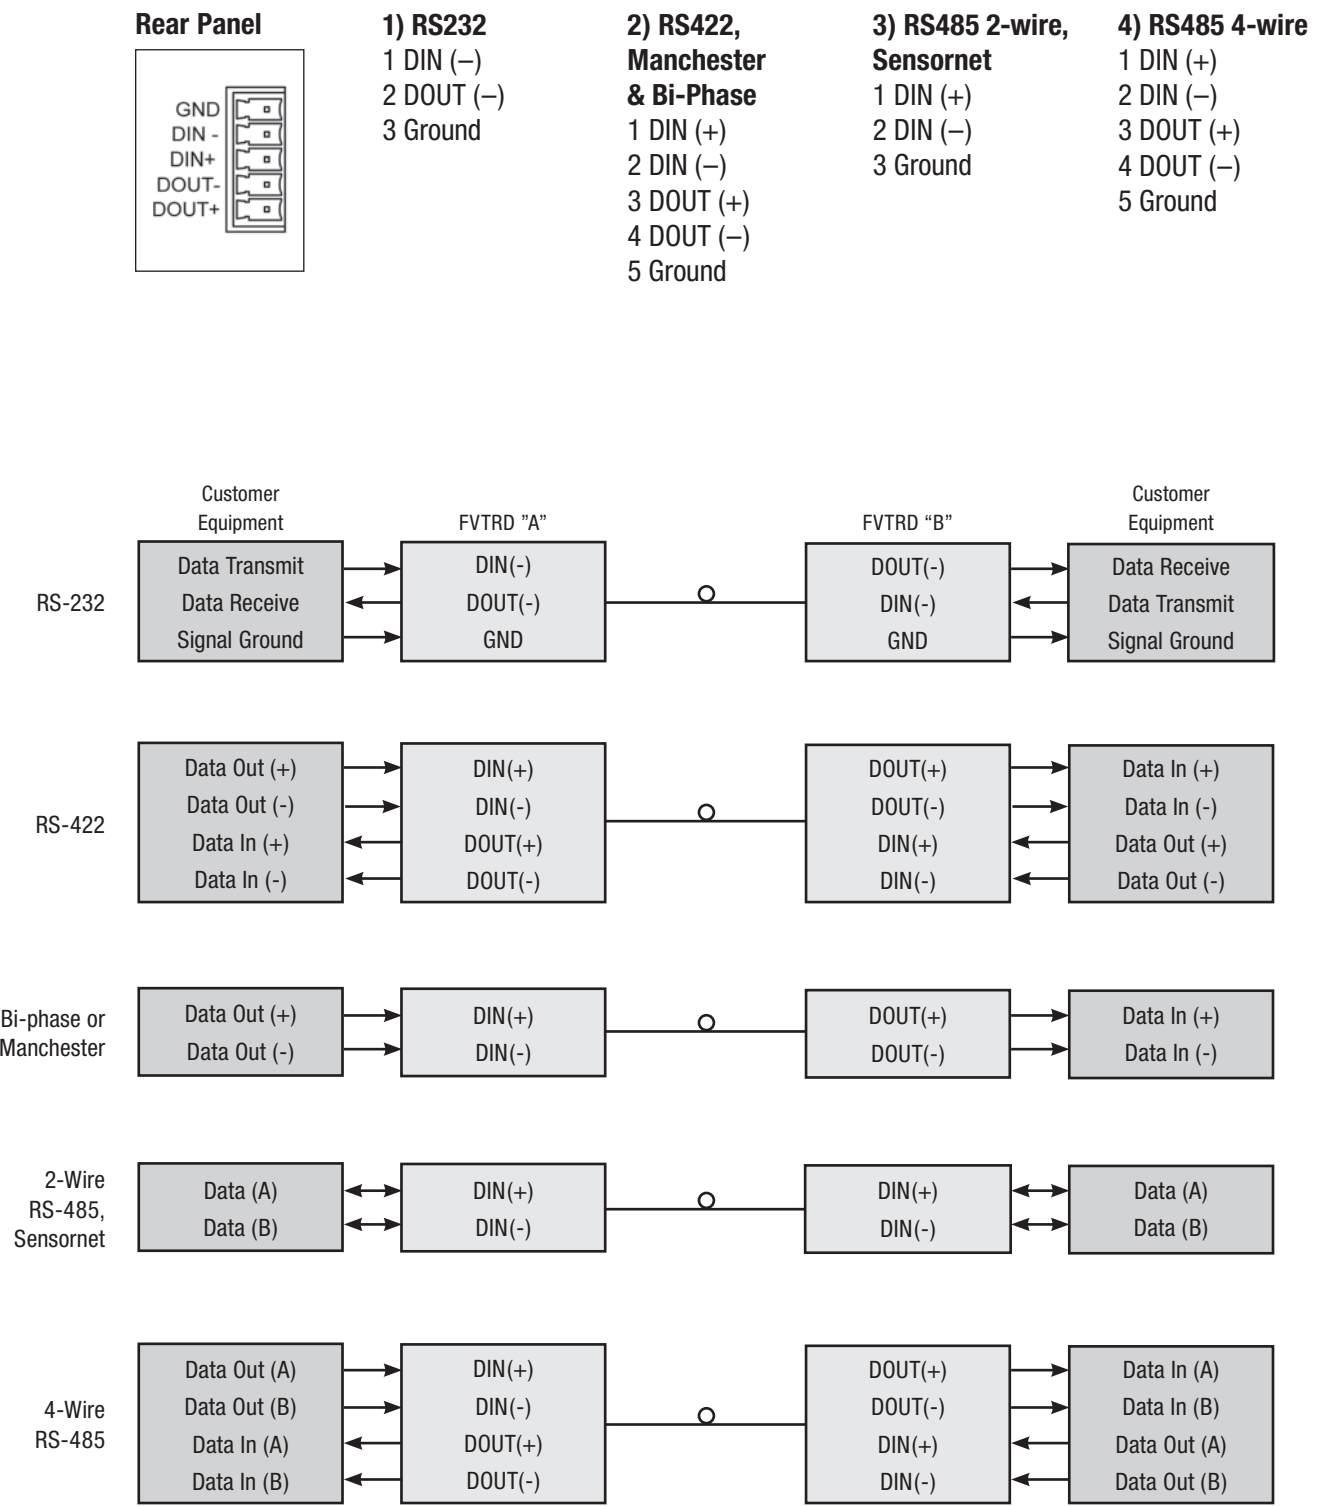 Rear Panel
GND
DIN -
DIN+
DOUT-
DOUT+
1) RS232
1 DIN (–)
2 DOUT (–)
3 Ground
2) RS422,
Manchester
& Bi-Phase
1 DIN (+)
2 DIN (–)
3 DOUT (+)
4 DOUT (–)
5 Ground
3) RS485 2-wire,
Sensornet
1 DIN (+)
2 DIN (–)
3 Ground
4) RS485 4-wire
1 DIN (+)
2 DIN (–)
3 DOUT (+)
4 DOUT (–)
5 Ground
Customer
Equipment
FVTRD ”A”
FVTRD “B”
Customer
Equipment
RS-232
Data Transmit
Data Receive
Signal Ground
DIN(-)
DOUT(-)
GND
DOUT(-)
DIN(-)
GND
Data Receive
Data Transmit
Signal Ground
RS-422
Data Out (+)
Data Out (-)
Data In (+)
Data In (-)
DIN(+)
DIN(-)
DOUT(+)
DOUT(-)
DOUT(+)
DOUT(-)
DIN(+)
DIN(-)
Data In (+)
Data In (-)
Data Out (+)
Data Out (-)
Bi-phase or
Manchester
Data Out (+)
Data Out (-)
DIN(+)
DIN(-)
DOUT(+)
DOUT(-)
Data In (+)
Data In (-)
2-Wire
RS-485,
Sensornet
Data (A)
Data (B)
DIN(+)
DIN(-)
DIN(+)
DIN(-)
Data (A)
Data (B)
4-Wire
RS-485
Data Out (A)
Data Out (B)
Data In (A)
Data In (B)
DIN(+)
DIN(-)
DOUT(+)
DOUT(-)
DOUT(+)
DOUT(-)
DIN(+)
DIN(-)
Data In (A)
Data In (B)
Data Out (A)
Data Out (B)